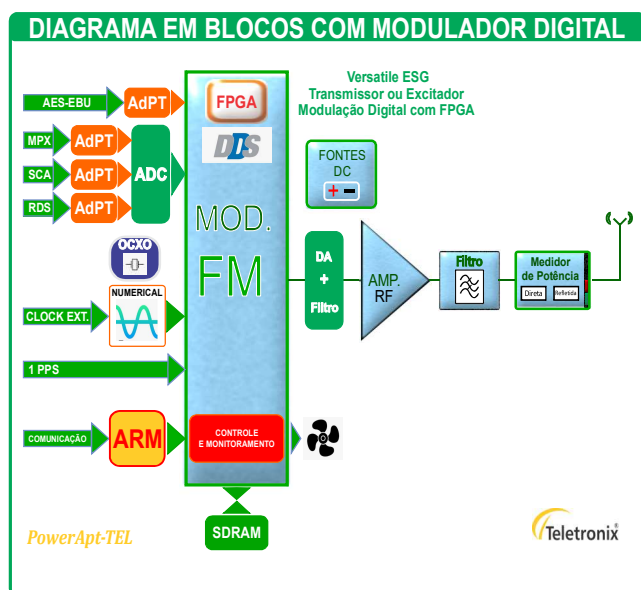 DIAGRAMA EM BLOCOS COM MODULADOR DIGITAL
Versatile ESG
Transmissor ou Excitador
Modulação Digital com FPGA
AES-EBU
AdPT
FPGA
DDS
MPX
AdPT
SCA
AdPT
ADC
RDS
AdPT
FONTES
DC
+ -
MOD.
FM
OCXO
NUMERICAL
CLOCK EXT.
DA
+
Filtro
AMP.
RF
Filtro
Medidor
de Potência
Direta
Refletida
1 PPS
COMUNICAÇÃO
ARM
CONTROLE
E MONITORAMENTO
SDRAM
PowerApt-TEL
Teletronix®